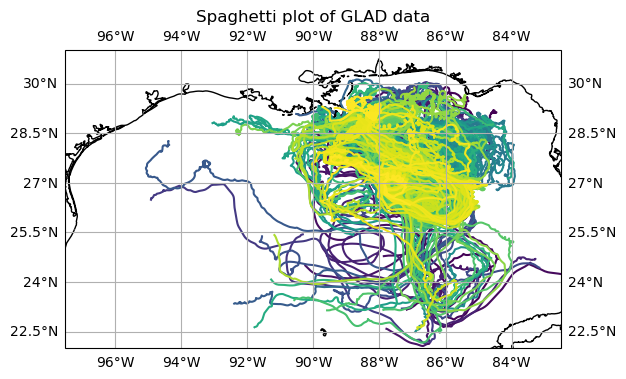 Spaghetti plot of GLAD data
96°W 94°W 92°W 90°W 88°W 86°W 84°W
30°N 30°N
28.5°N 28.5°N
27°N 27°N
25.5°N 25.5°N
24°N 24°N
22.5°N 22.5°N
96°W 94°W 92°W 90°W 88°W 86°W 84°W